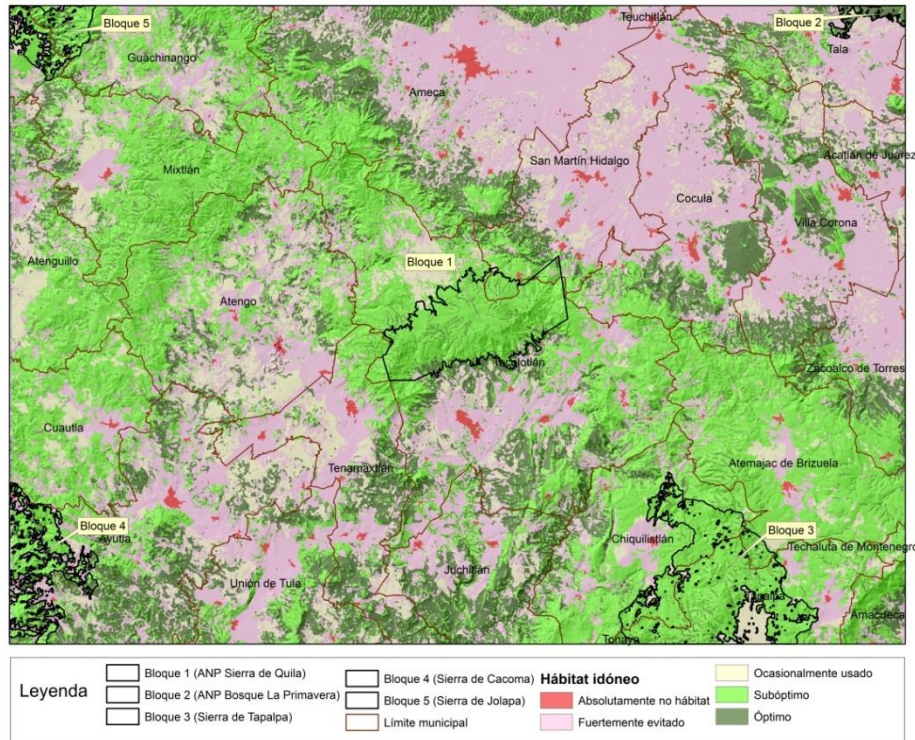 Bloque 5
Teuchitlán
Bloque 2
Tala
Guachinango
Ameca
San Martín Hidalgo
Acatlán de Juárez
Mixtlán
Cocula
Villa Corona
Atenguillo
Bloque 1
Atengo
Tecolotlán
Zacoalco de Torres
Cuautla
Tenamaxtlán
Atemajac de Brizuela
Bloque 4
Ayutla
Bloque 3
Chiquilistlán
Techaluta de Montenegro
Juchitlán
Unión de Tula
Tapalpa
Amacueca
Tonaya
Leyenda
Bloque 1 (ANP Sierra de Quila)
Bloque 2 (ANP Bosque La Primavera)
Bloque 3 (Sierra de Tapalpa)
Bloque 4 (Sierra de Cacoma)
Bloque 5 (Sierra de Jolapa)
Límite municipal
Hábitat idóneo
Absolutamente no hábitat
Fuertemente evitado
Ocasionalmente usado
Subóptimo
Óptimo